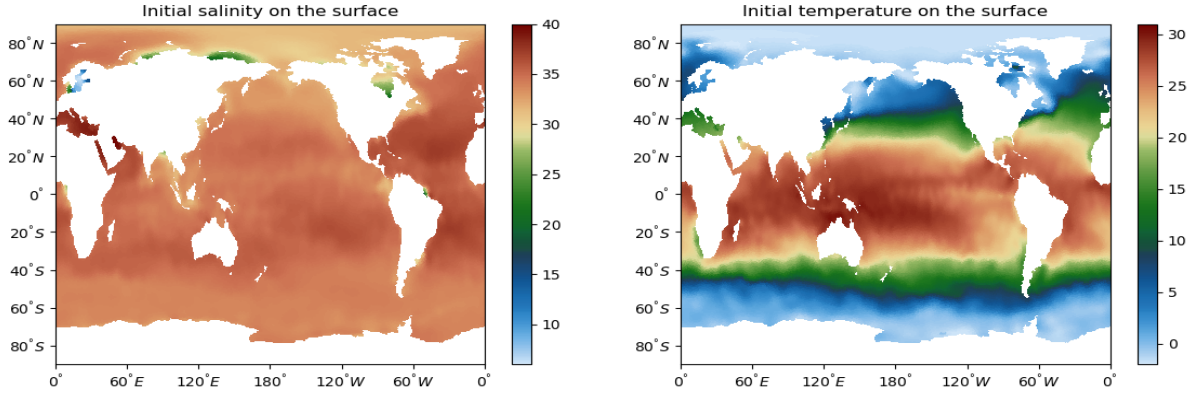 Initial salinity on the surface
80°N
60°N
40°N
20°N
0°
20°S
40°S
60°S
80°S
0°
60°E
120°E
180°
120°W
60°W
0°
40
35
30
25
20
15
10
Initial temperature on the surface
80°N
60°N
40°N
20°N
0°
20°S
40°S
60°S
80°S
0°
60°E
120°E
180°
120°W
60°W
0°
30
25
20
15
10
5
0